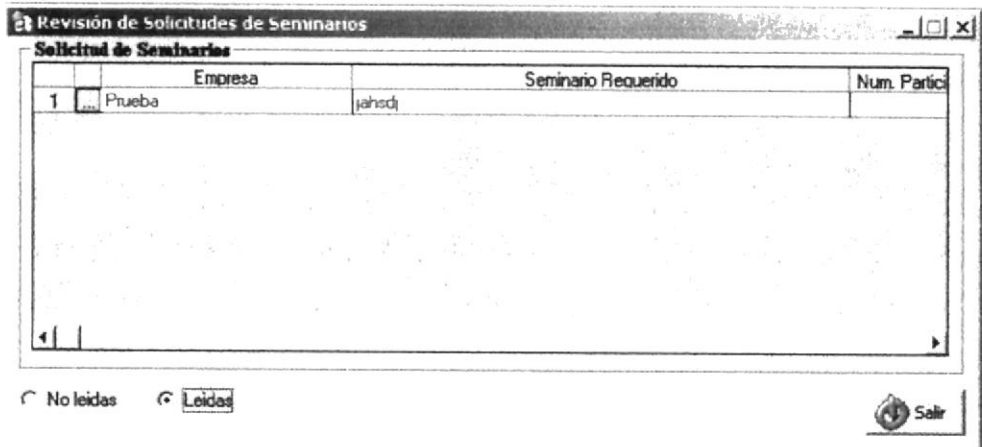 Revisión de Solicitudes de Seminarios
Solicitud de Seminarios
Empresa Seminario Requerido Num. Partici
1 ... Prueba jahsdj
No leidas Leidas
Salir